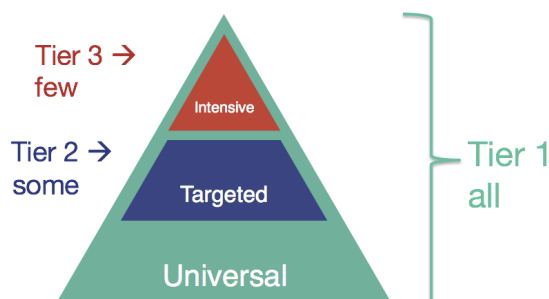 Tier 3 →
few
Intensive
Tier 2 →
some
Targeted
Tier 1
all
Universal